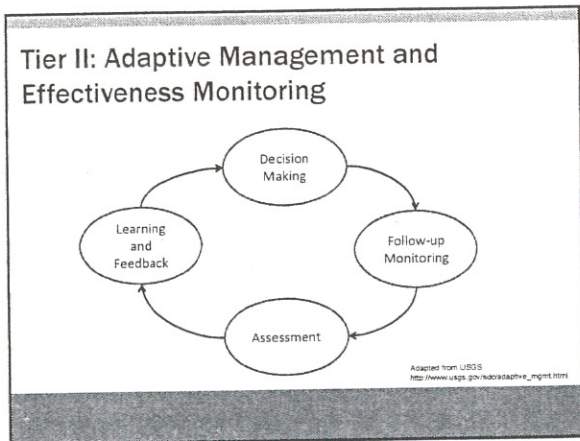 Tier II: Adaptive Management and
Effectiveness Monitoring
Decision
Making
Follow-up
Monitoring
Assessment
Learning
and
Feedback
Adapted from USGS
http://www.usgs.gov/sdc/adaptive_mgmt.html